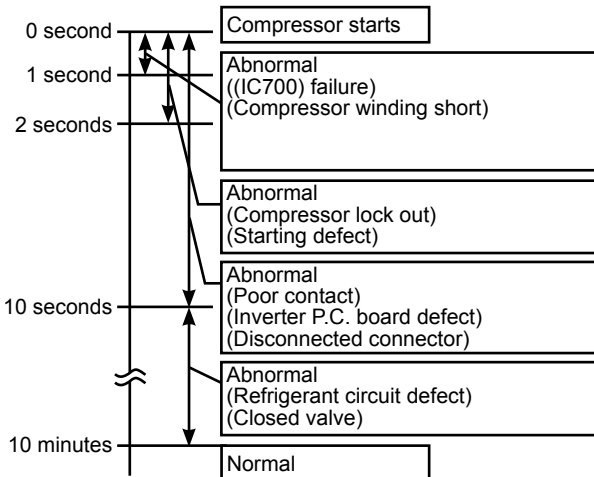 0 second
Compressor starts
1 second
Abnormal
((IC700) failure)
(Compressor winding short)
2 seconds
Abnormal
(Compressor lock out)
(Starting defect)
10 seconds
Abnormal
(Poor contact)
(Inverter P.C. board defect)
(Disconnected connector)
Abnormal
(Refrigerant circuit defect)
(Closed valve)
10 minutes
Normal